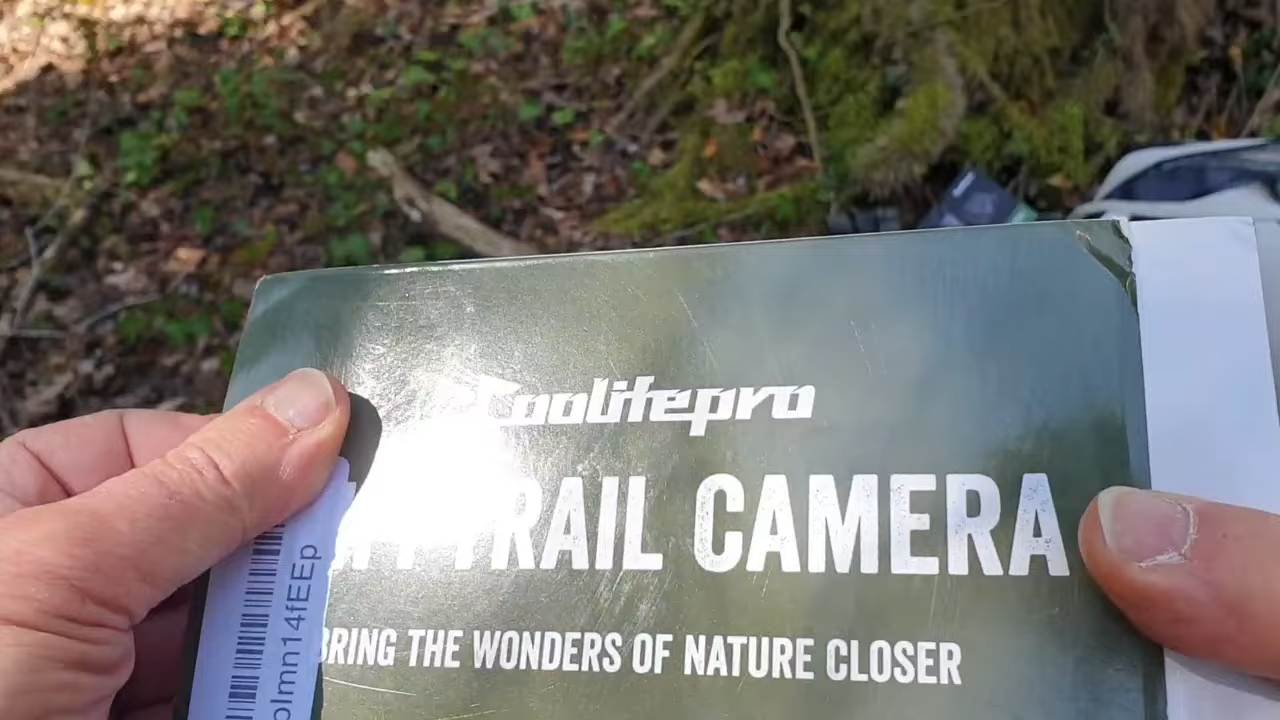 Coolifepro
TRAIL CAMERA
BRING THE WONDERS OF NATURE CLOSER
olmn14fEEp